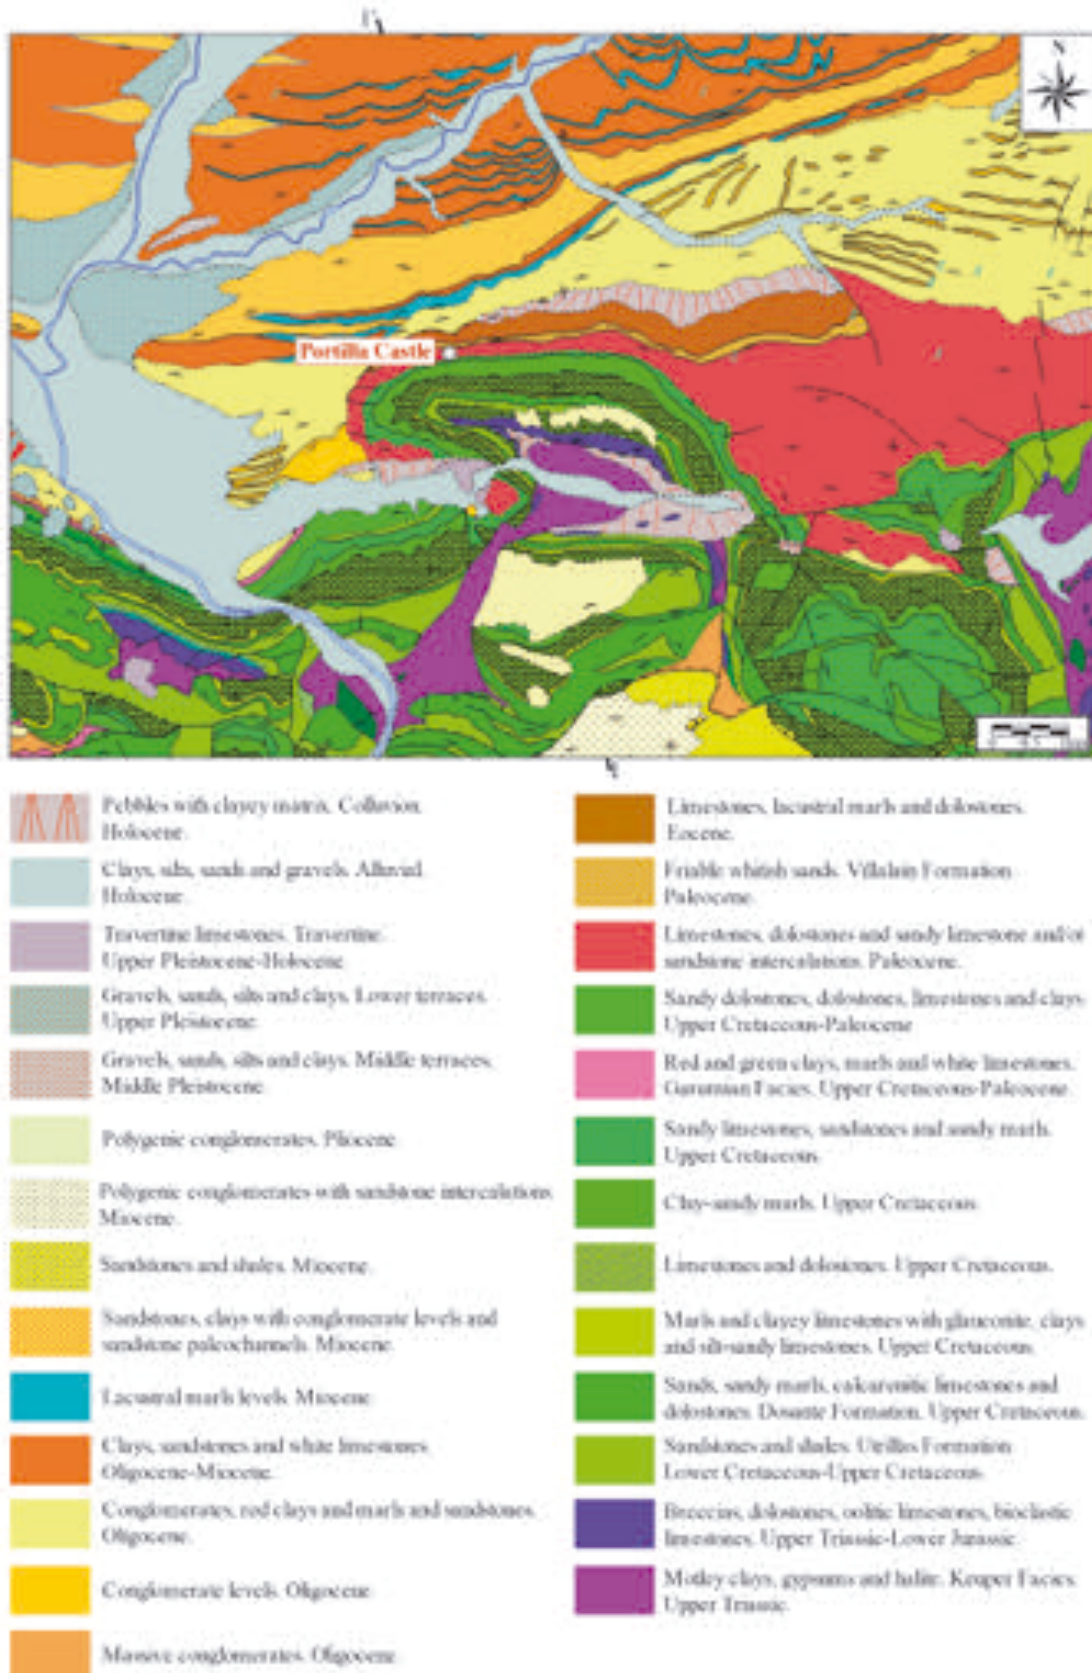 I'
N
Portilla Castle
Pebbles with clayey matrix. Colluvion.
Holocene.
Clays, silts, sands and gravels. Alluvial.
Holocene.
Travertine limestones. Travertine.
Upper Pleistocene-Holocene
Gravels, sands, silts and clays. Lower terraces.
Upper Pleistocene.
Gravels, sands, silts and clays. Middle terraces.
Middle Pleistocene.
Polygenic conglomerates. Pliocene
Polygenic conglomerates with sandstone intercalations
Miocene.
Sandstones and shales. Miocene.
Sandstones, clays with conglomerate levels and
sandstone paleochannels. Miocene.
Lacustral marls levels. Miocene
Clays, sandstones and white limestones.
Oligocene-Miocene.
Conglomerates, red clays and marls and sandstones.
Oligocene.
Conglomerate levels. Oligocene
Massive conglomerates. Oligocene
Limestones, lacustral marls and dolostones.
Eocene.
Friable whitish sands. Villalain Formation.
Paleocene.
Limestones, dolostones and sandy limestone and/or
sandstone intercalations. Paleocene.
Sandy dolostones, dolostones, limestones and clays
Upper Cretaceous-Paleocene
Red and green clays, marls and white limestones.
Garumnian Facies. Upper Cretaceous-Paleocene.
Sandy limestones, sandstones and sandy marls.
Upper Cretaceous
Clay-sandy marls. Upper Cretaceous
Limestones and dolostones. Upper Cretaceous.
Marls and clayey limestones with glauconite, clays
and silt-sandy limestones. Upper Cretaceous.
Sands, sandy marls, calcarenitic limestones and
dolostones. Dosante Formation. Upper Cretaceous.
Sandstones and shales. Utrillas Formation
Lower Cretaceous-Upper Cretaceous.
Breccias, dolostones, oolitic limestones, bioclastic
limestones. Upper Triassic-Lower Jurassic.
Motley clays, gypsums and halite. Keuper Facies.
Upper Triassic.